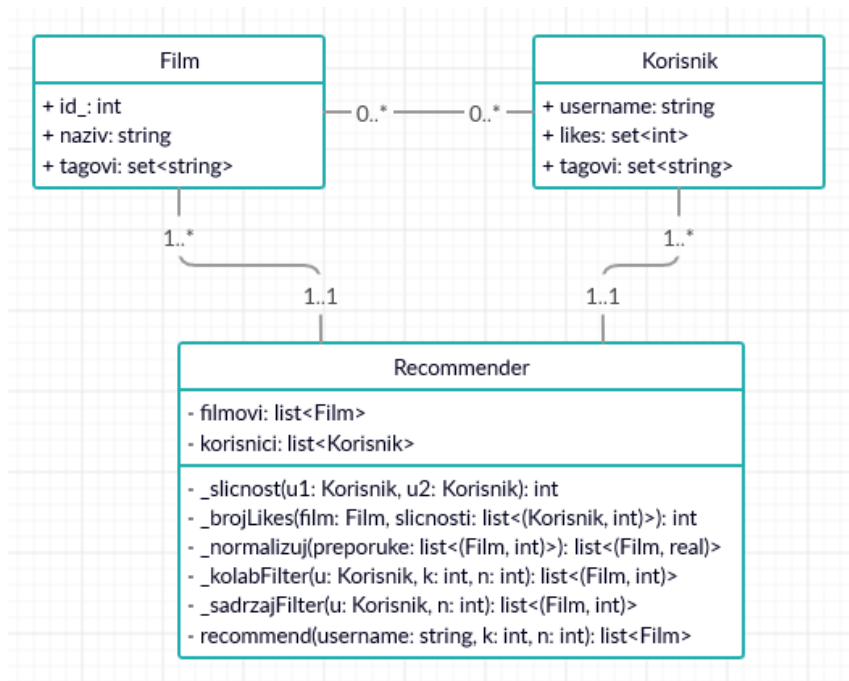 Film
+ id_: int
+ naziv: string
+ tagovi: set<string>
0..*
0..*
Korisnik
+ username: string
+ likes: set<int>
+ tagovi: set<string>
1..*
1..*
1..1
1..1
Recommender
- filmovi: list<Film>
- korisnici: list<Korisnik>
- _slicnost(u1: Korisnik, u2: Korisnik): int
- _brojLikes(film: Film, slicnosti: list<(Korisnik, int)>): int
- _normalizuj(preporuke: list<(Film, int)>): list<(Film, real)>
- _kolabFilter(u: Korisnik, k: int, n: int): list<(Film, int)>
- _sadrzajFilter(u: Korisnik, n: int): list<(Film, int)>
- recommend(username: string, k: int, n: int): list<Film>